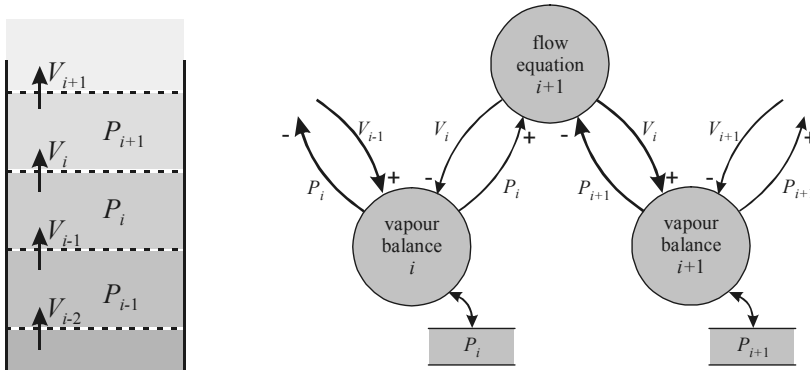 V_{i+1}
P_{i+1}
V_i
P_i
V_{i-1}
P_{i-1}
V_{i-2}
flow
equation
i+1
- V_{i-1} +
P_i
V_i -
P_i +
- P_{i+1}
V_i +
V_{i+1} -
P_{i+ +
vapour
balance
i
vapour
balance
i+1
P_i
P_{i+1}